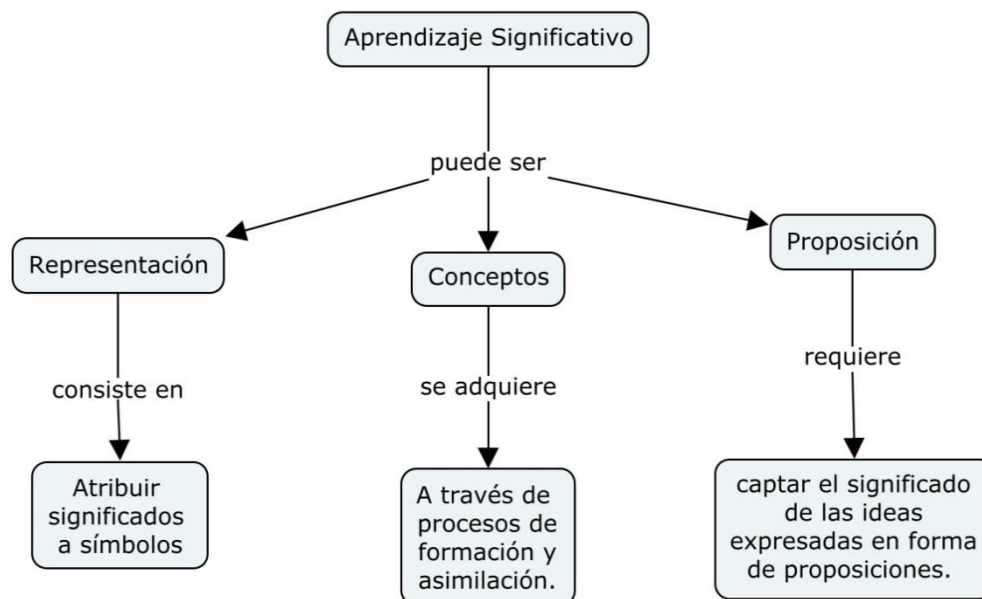 Aprendizaje Significativo
puede ser
Representación
Conceptos
Proposición
consiste en
se adquiere
requiere
Atribuir
significados
a símbolos
A través de
procesos de
formación y
asimilación.
captar el significado
de las ideas
expresadas en forma
de proposiciones.